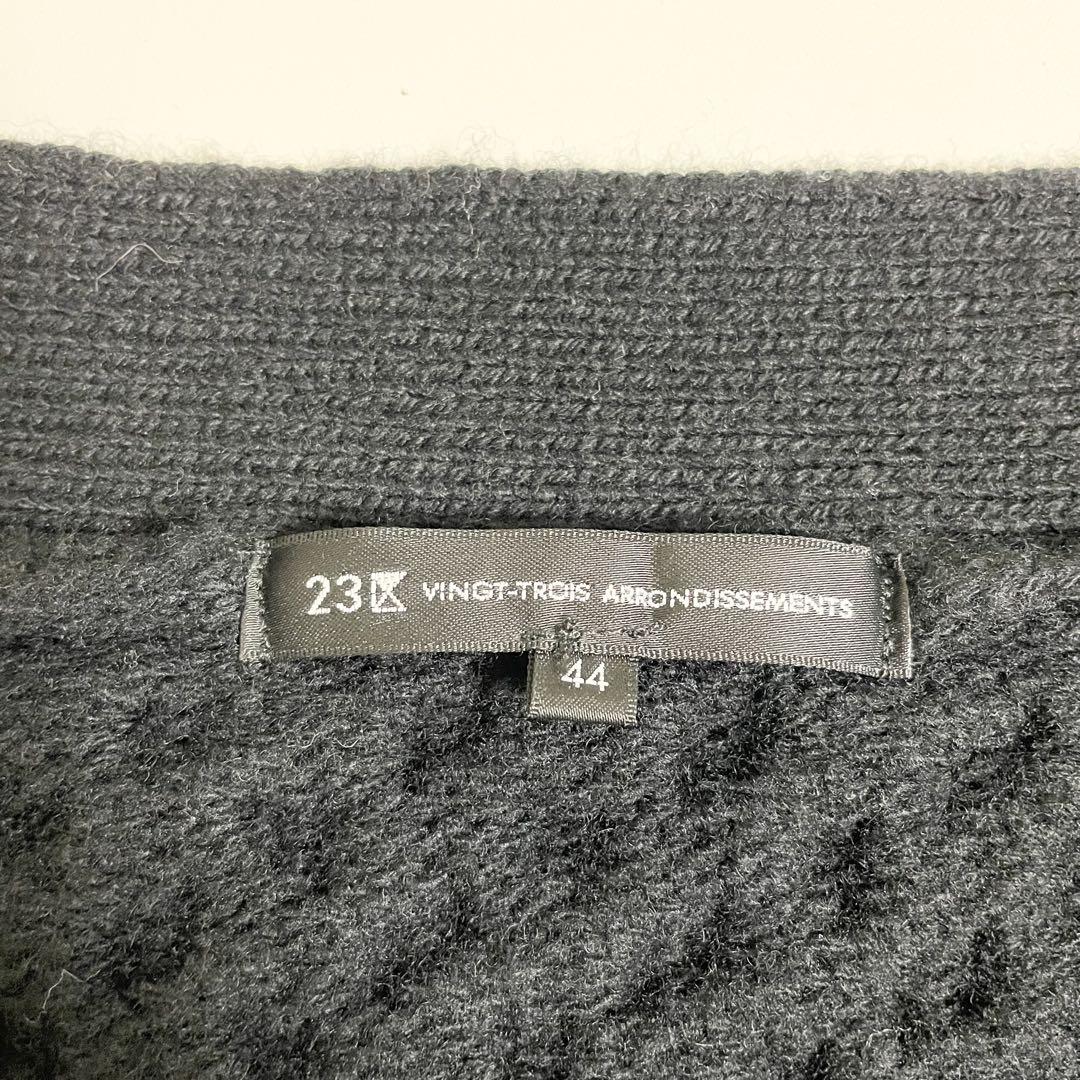 23区 VINGT-TROIS ARRONDISSEMENTS
44